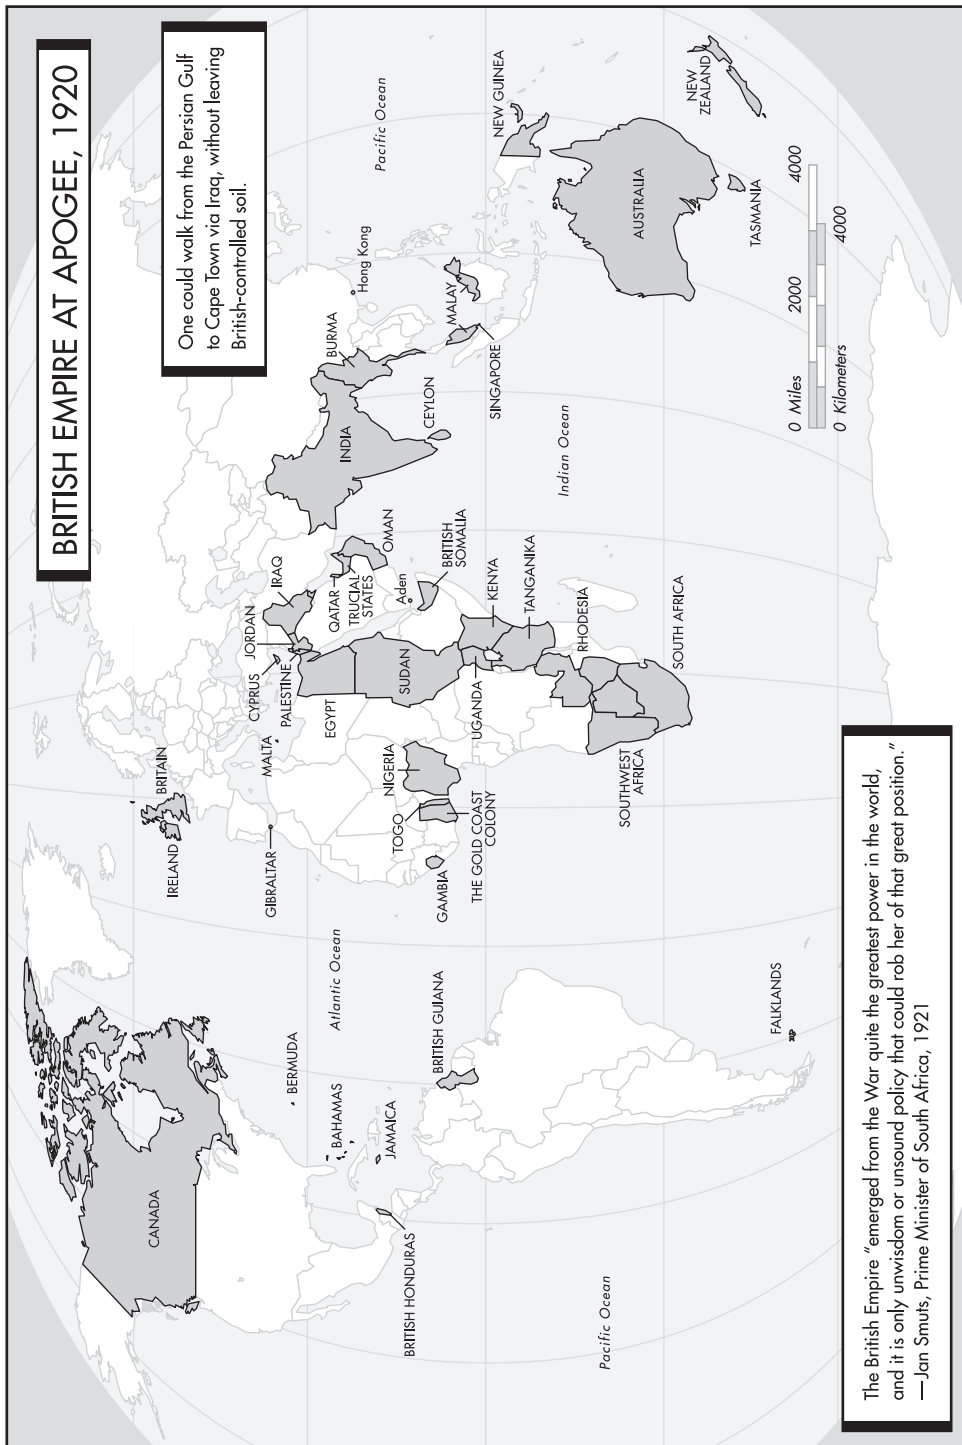 BRITISH EMPIRE AT APOGEE, 1920
One could walk from the Persian Gulf
to Cape Town via Iraq, without leaving
British-controlled soil.
CANADA
BERMUDA
BAHAMAS
JAMAICA
BRITISH HONDURAS
BRITISH GUIANA
FALKLANDS
Atlantic Ocean
Pacific Ocean
IRELAND
BRITAIN
GIBRALTAR
MALTA
CYPRUS
PALESTINE
JORDAN
IRAQ
EGYPT
QATAR
TRUCIAL
STATES
OMAN
Aden
SUDAN
BRITISH
SOMALIA
GAMBIA
TOGO
THE GOLD COAST
COLONY
NIGERIA
UGANDA
KENYA
TANGANIKA
RHODESIA
SOUTHWEST
AFRICA
SOUTH AFRICA
INDIA
BURMA
CEYLON
Hong Kong
MALAY
SINGAPORE
Indian Ocean
Pacific Ocean
NEW GUINEA
AUSTRALIA
TASMANIA
NEW
ZEALAND
0 Miles 2000 4000
0 Kilometers 4000
The British Empire “emerged from the War quite the greatest power in the world,
and it is only unwisdom or unsound policy that could rob her of that great position.”
—Jan Smuts, Prime Minister of South Africa, 1921